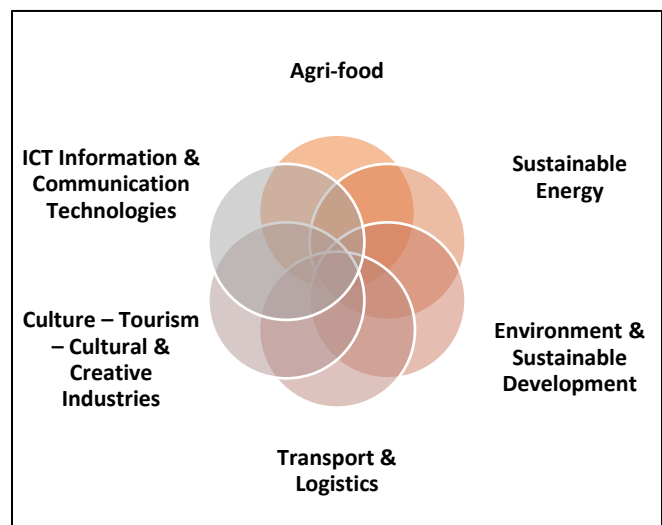 Agri-food
ICT Information &
Communication
Technologies
Sustainable
Energy
Culture – Tourism
– Cultural &
Creative
Industries
Environment &
Sustainable
Development
Transport &
Logistics